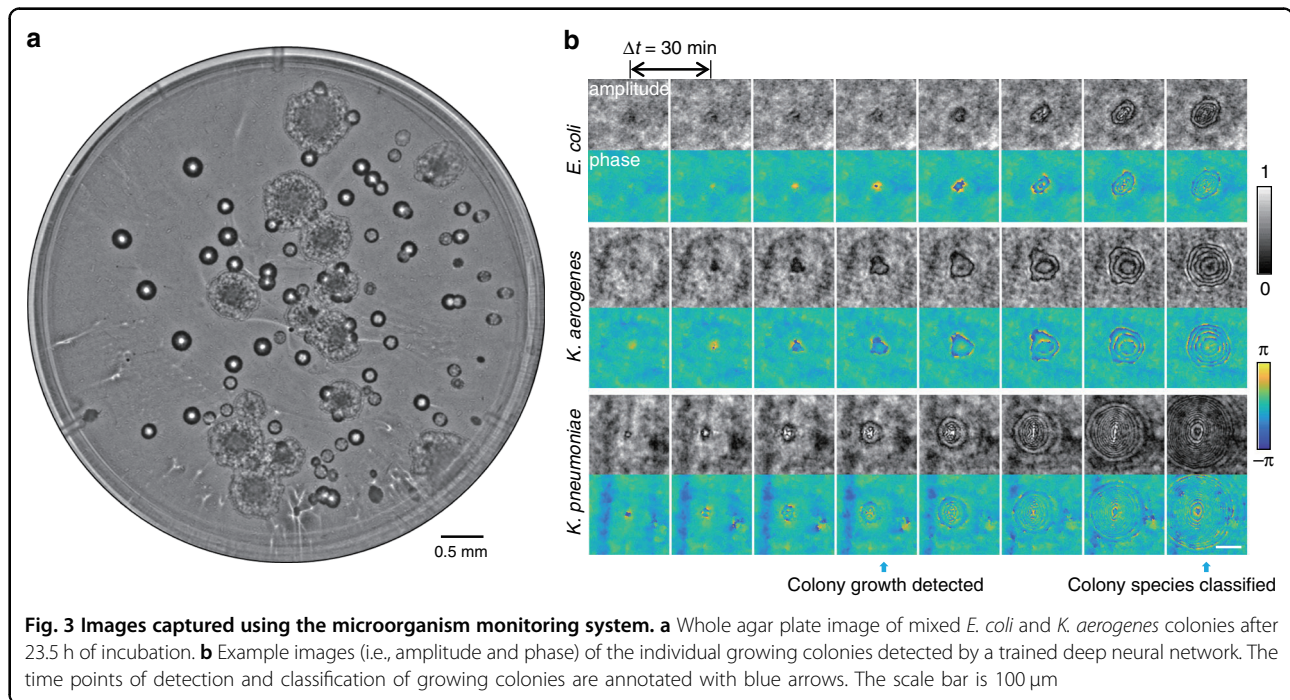 a
b
Δt = 30 min
amplitude
E. coli
phase
1
0
K. aerogenes
π
–π
K. pneumoniae
0.5 mm
Colony growth detected
Colony species classified
Fig. 3 Images captured using the microorganism monitoring system. a Whole agar plate image of mixed E. coli and K. aerogenes colonies after
23.5 h of incubation. b Example images (i.e., amplitude and phase) of the individual growing colonies detected by a trained deep neural network. The
time points of detection and classification of growing colonies are annotated with blue arrows. The scale bar is 100 μm